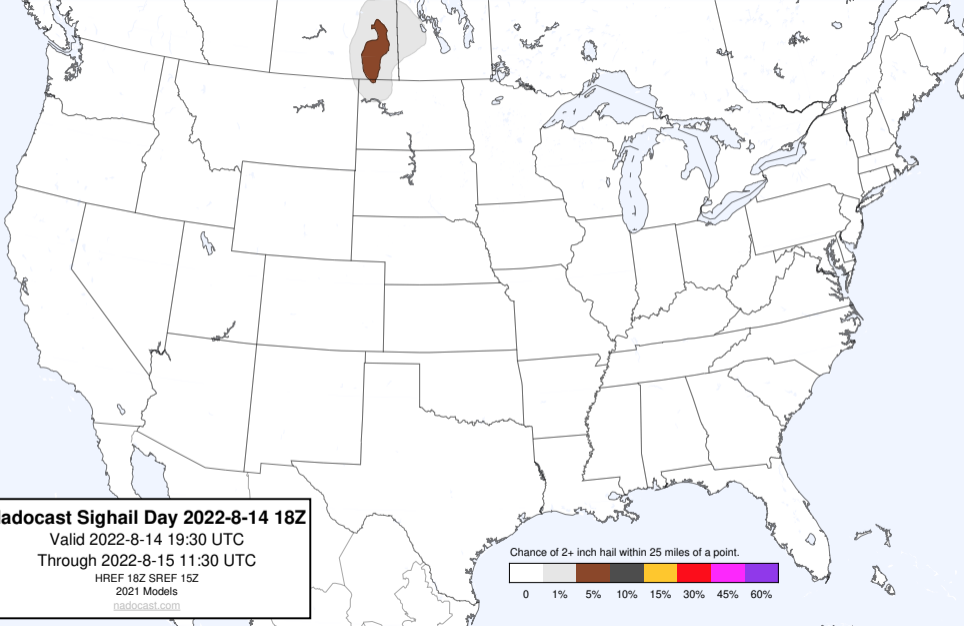 adocast Sighail Day 2022-8-14 18Z
Valid 2022-8-14 19:30 UTC
Through 2022-8-15 11:30 UTC
HREF 18Z SREF 15Z
2021 Models
nadocast.com
Chance of 2+ inch hail within 25 miles of a point.
0 1% 5% 10% 15% 30% 45% 60%